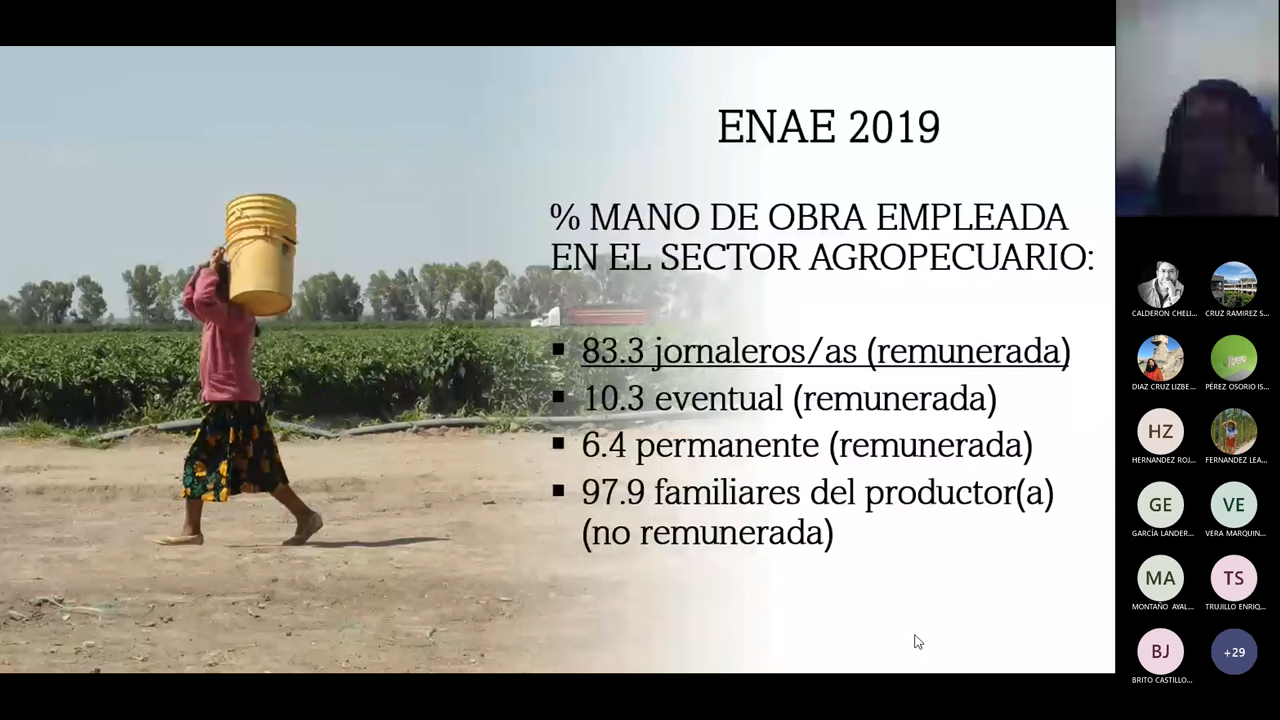 ENAE 2019
% MANO DE OBRA EMPLEADA
EN EL SECTOR AGROPECUARIO:
▪ 83.3 jornaleros/as (remunerada)
▪ 10.3 eventual (remunerada)
▪ 6.4 permanente (remunerada)
▪ 97.9 familiares del productor(a)
(no remunerada)
CALDERON CHELI...
CRUZ RAMIREZ S...
DIAZ CRUZ LIZBE...
PÉREZ OSORIO IS...
HZ
HERNANDEZ ROJ...
FERNANDEZ LEA...
GE
GARCÍA LANDER...
VE
VERA MARQUIN...
MA
MONTAÑO AYAL...
TS
TRUJILLO ENRIQ...
BJ
BRITO CASTILLO...
+29